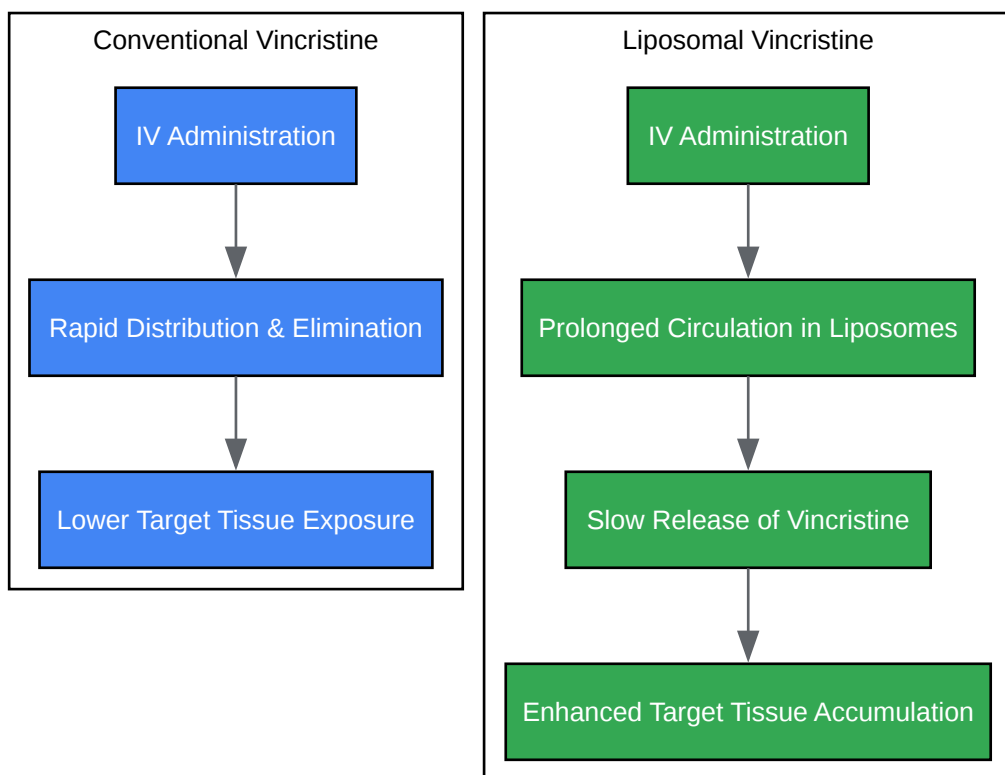 Conventional Vincristine
IV Administration
Rapid Distribution & Elimination
Lower Target Tissue Exposure
Liposomal Vincristine
IV Administration
Prolonged Circulation in Liposomes
Slow Release of Vincristine
Enhanced Target Tissue Accumulation